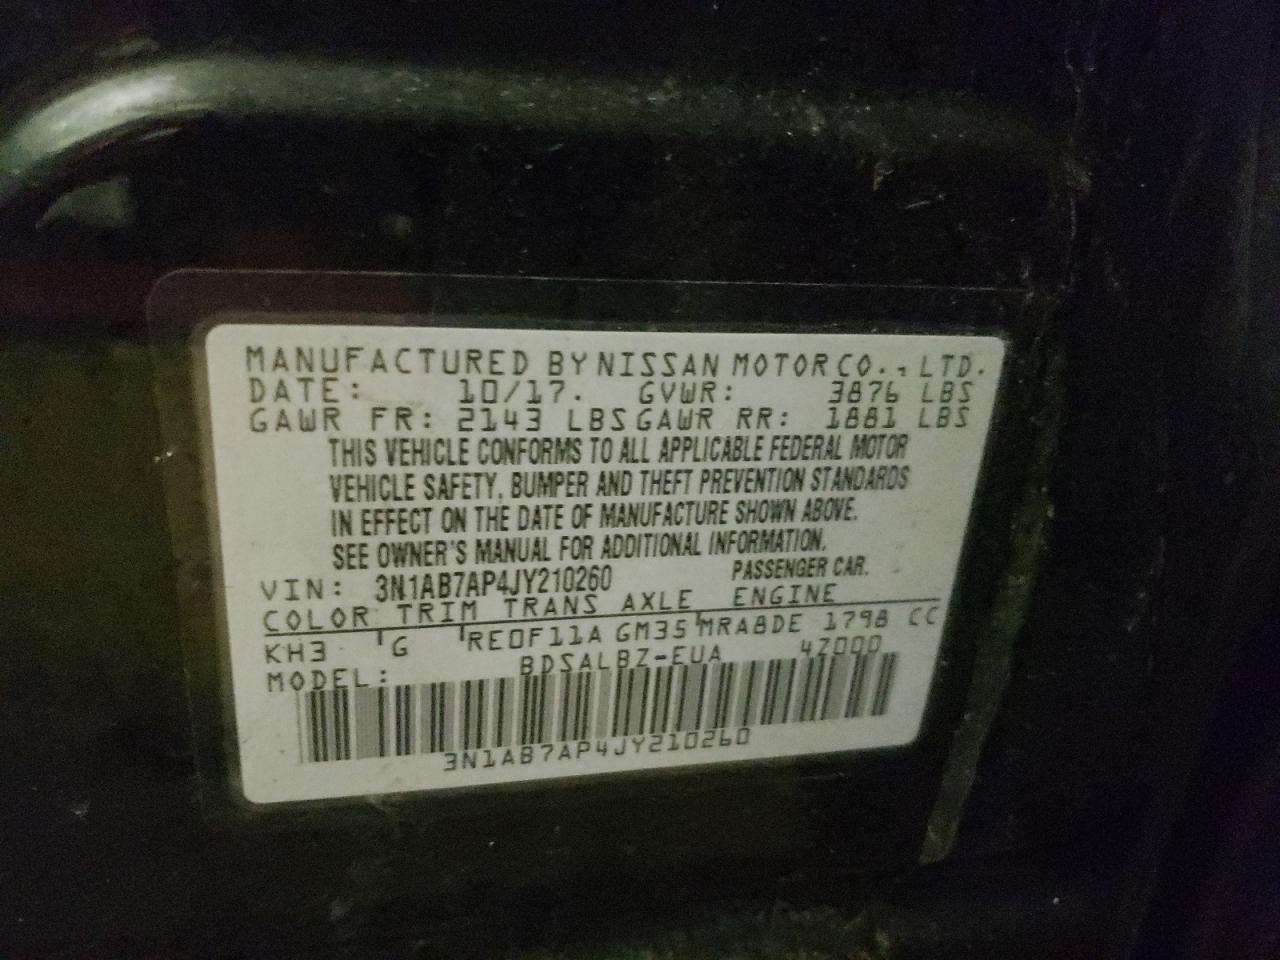 MANUFACTURED BY NISSAN MOTOR CO., LTD.
DATE: 10/17. GVWR: 3876 LBS
GAWR FR: 2143 LBS GAWR RR: 1881 LBS
THIS VEHICLE CONFORMS TO ALL APPLICABLE FEDERAL MOTOR
VEHICLE SAFETY, BUMPER AND THEFT PREVENTION STANDARDS
IN EFFECT ON THE DATE OF MANUFACTURE SHOWN ABOVE.
SEE OWNER'S MANUAL FOR ADDITIONAL INFORMATION.
VIN: 3N1AB7AP4JY210260 PASSENGER CAR.
COLOR TRIM TRANS AXLE ENGINE
KH3 G RE0F11A GM35 MRA8DE 1798 CC
MODEL: BDSALBZ-EUA 4Z000
3N1AB7AP4JY210260